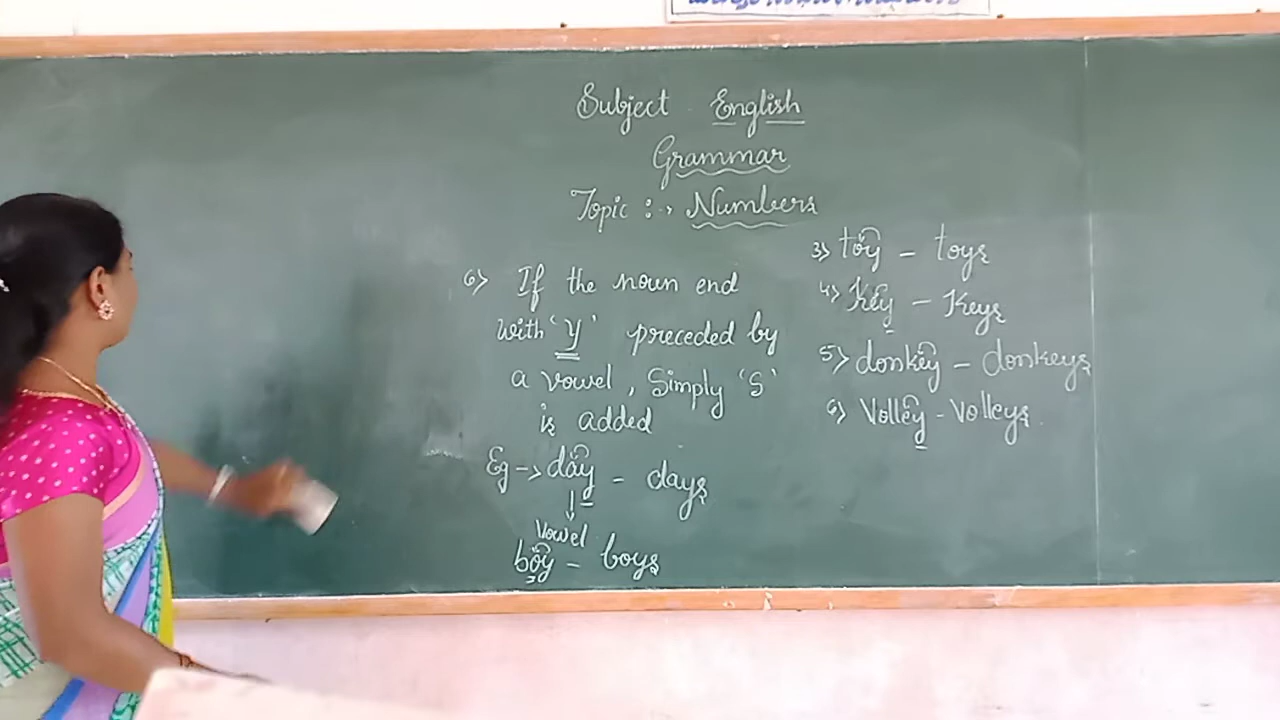 Subject English
Grammar
Topic :→ Numbers
6> If the noun end
with 'y' preceded by
a vowel, Simply 'S'
is added
Eg → day - days
↓
Vowel
boy - boys
3> toy - toys
4> Key - Keys
5> donkey - donkeys
6> Volley - Volleys.